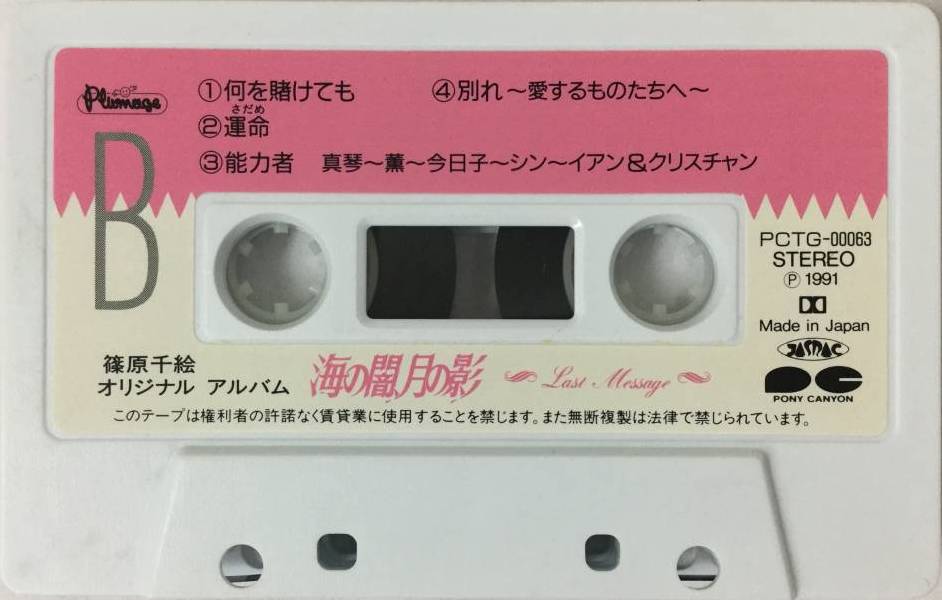 Plumage
B
①何を賭けても
②運命
さだめ
③能力者 真琴～薫～今日子～シン～イアン&クリスチャン
④別れ～愛するものたちへ～
PCTG-00063
STEREO
Ⓟ 1991
Made in Japan
JASRAC
PONY CANYON
篠原千絵
オリジナル アルバム
海の闇、月の影
Last Message
このテープは権利者の許諾なく賃貸業に使用することを禁じます。また無断複製は法律で禁じられています。